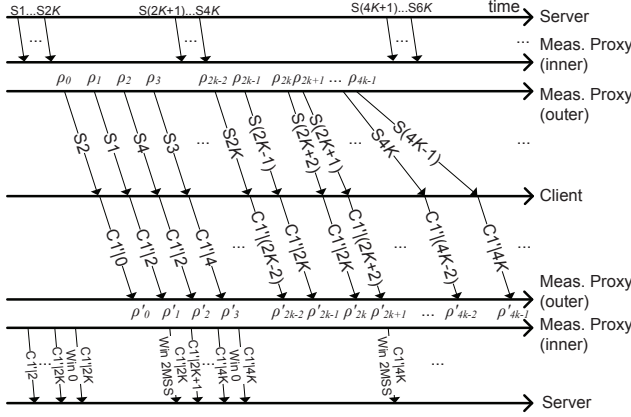 S1...S2K S(2K+1)...S4K S(4K+1)...S6K time Server
... ... ... ... Meas. Proxy
(inner)
ρ0 ρ1 ρ2 ρ3 ρ2k-2 ρ2k-1 ρ2k ρ2k+1 ... ρ4k-1 Meas. Proxy
(outer)
S2 S1 S4 S3 ... S2K S(2K-1) S(2K+2) S(2K+1) ... S4K S(4K-1) ...
Client
C1'|0 C1'|2 C1'|2 C1'|4 ... C1'|(2K-2) C1'|2K C1'|2K C1'|(2K+2) ... C1'|(4K-2) C1'|4K ...
Meas. Proxy
(outer)
ρ'0 ρ'1 ρ'2 ρ'3 ρ'2k-2 ρ'2k-1 ρ'2k ρ'2k+1 ... ρ'4k-2 ρ'4k-1
Meas. Proxy
(inner)
C1'|2 ... C1'|2K C1'|2K
Win 0
C1'|2K
Win 2MSS
C1'|2K+1 ... C1'|4K C1'|4K
Win 0
C1'|4K
Win 2MSS
...
Server